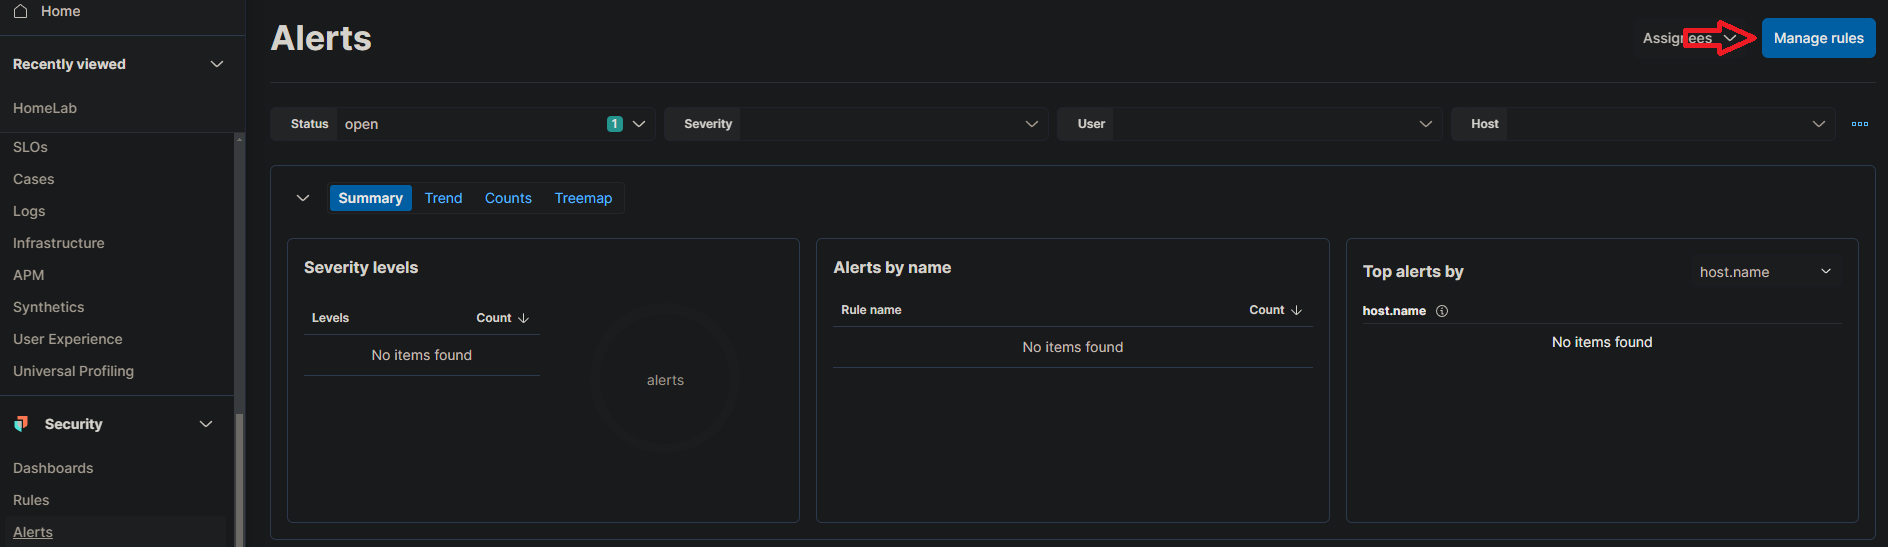 Home
Recently viewed
HomeLab
SLOs
Cases
Logs
Infrastructure
APM
Synthetics
User Experience
Universal Profiling
Security
Dashboards
Rules
Alerts
Alerts
Assignees
Manage rules
Status open 1
Severity
User
Host
Summary Trend Counts Treemap
Severity levels
Levels Count
No items found
alerts
Alerts by name
Rule name Count
No items found
Top alerts by host.name
host.name
No items found